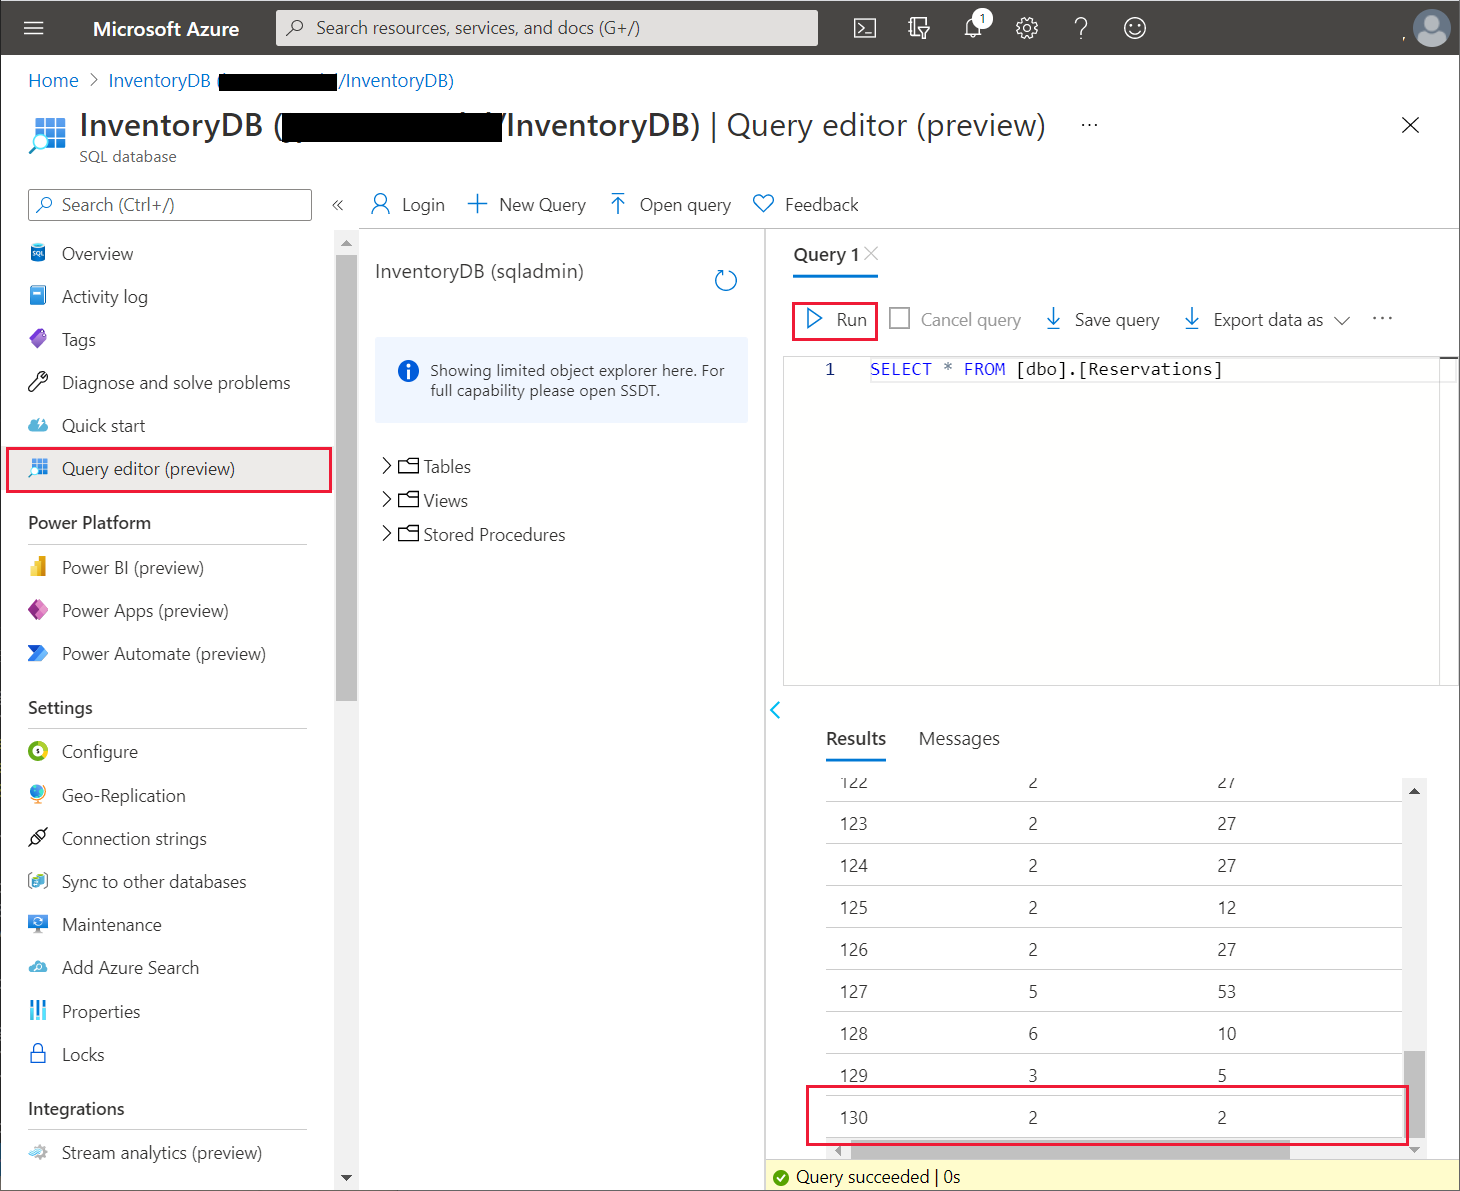 Microsoft Azure
Search resources, services, and docs (G+/)
1
Home > InventoryDB ( /InventoryDB)
InventoryDB ( /InventoryDB) | Query editor (preview) ...
SQL database
Search (Ctrl+/)
«
Login
New Query
Open query
Feedback
Overview
Activity log
Tags
Diagnose and solve problems
Quick start
Query editor (preview)
Power Platform
Power BI (preview)
Power Apps (preview)
Power Automate (preview)
Settings
Configure
Geo-Replication
Connection strings
Sync to other databases
Maintenance
Add Azure Search
Properties
Locks
Integrations
Stream analytics (preview)
InventoryDB (sqladmin)
Showing limited object explorer here. For
full capability please open SSDT.
Tables
Views
Stored Procedures
Query 1
Run
Cancel query
Save query
Export data as
...
1 SELECT * FROM [dbo].[Reservations]
Results Messages
122 2 27
123 2 27
124 2 27
125 2 12
126 2 27
127 5 53
128 6 10
129 3 5
130 2 2
Query succeeded | 0s